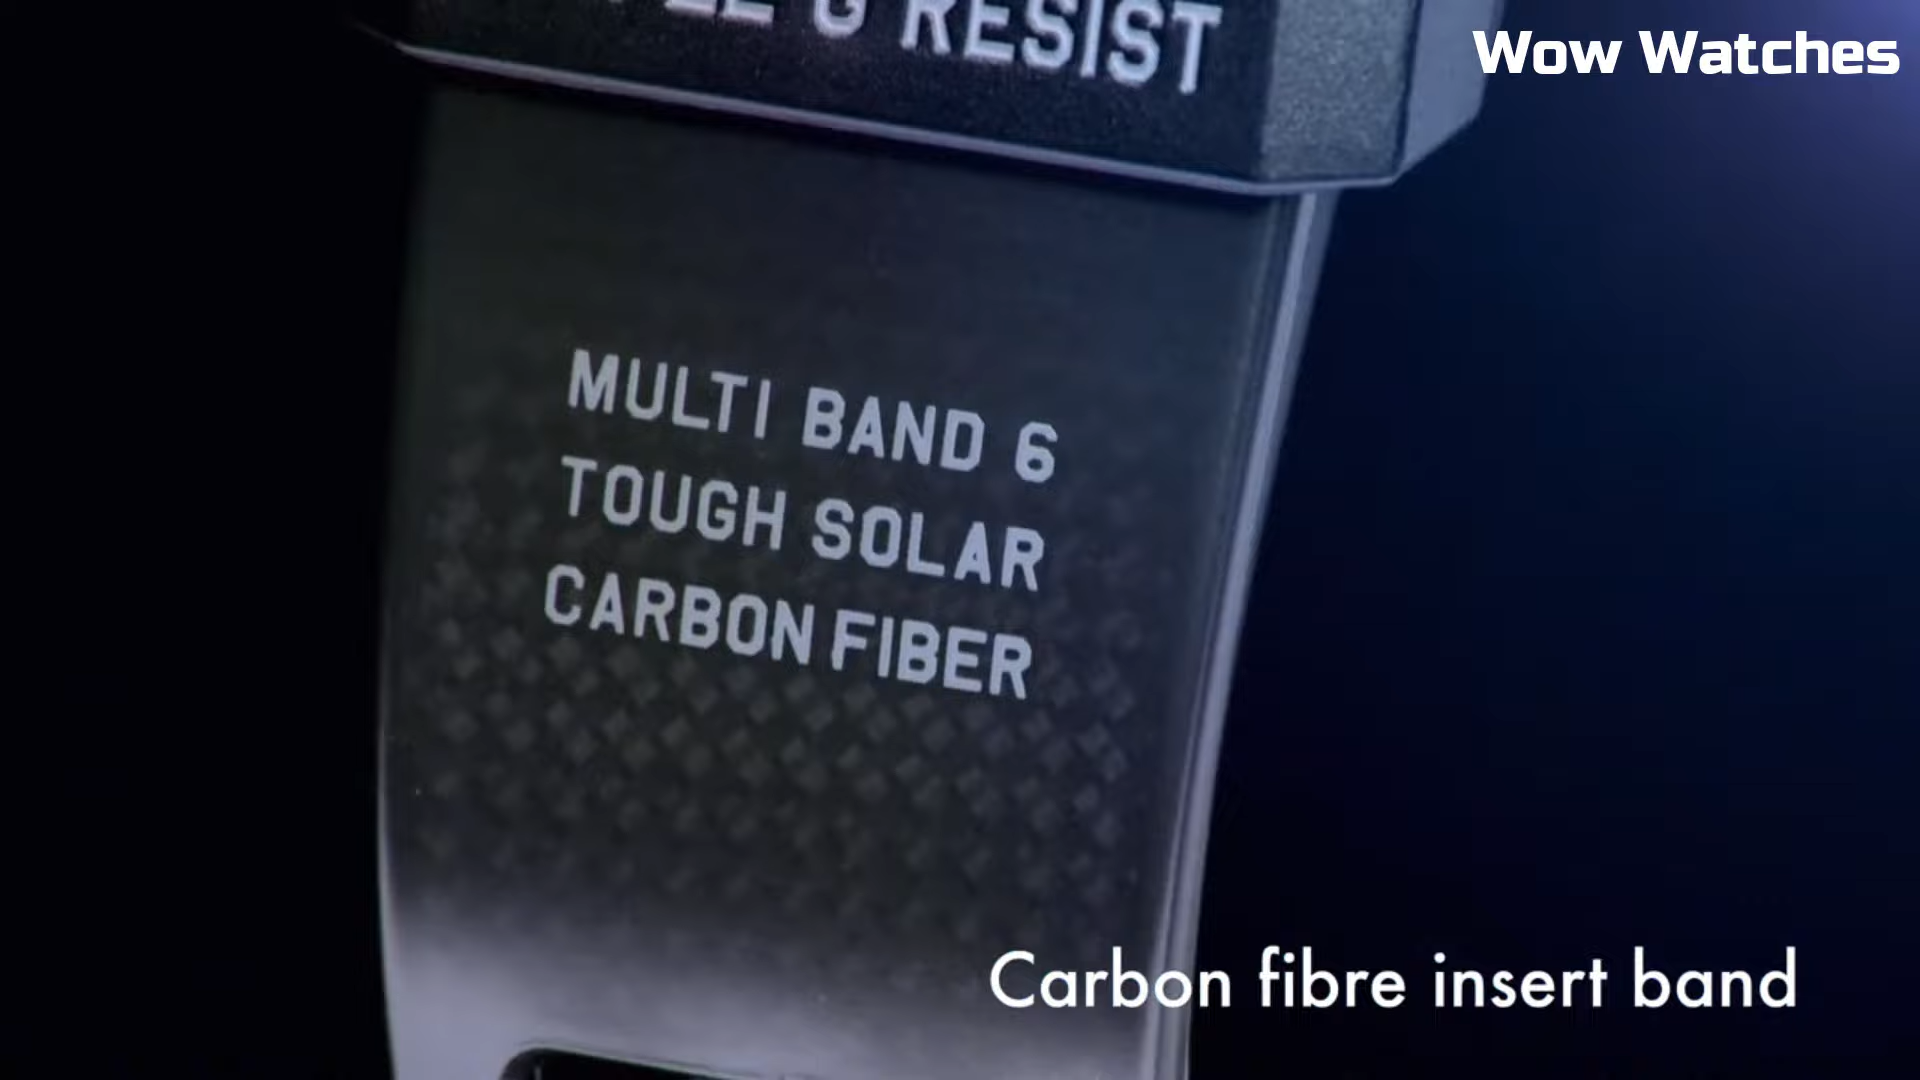 G RESIST
Wow Watches
MULTI BAND 6
TOUGH SOLAR
CARBON FIBER
Carbon fibre insert band